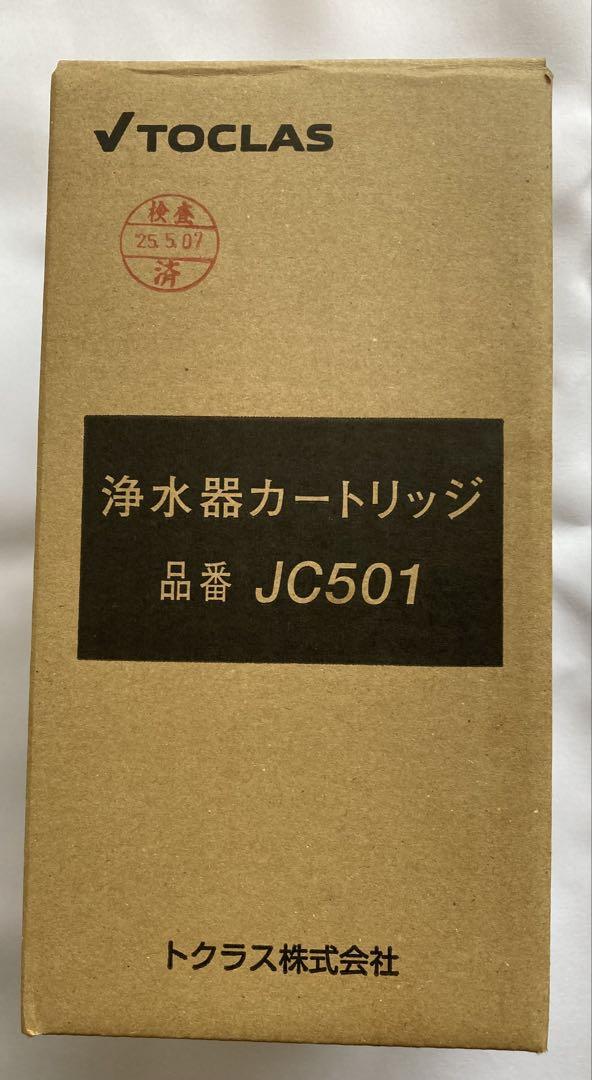 TOCLAS
検査
25.5.07
済
浄水器カートリッジ
品番 JC501
トクラス株式会社